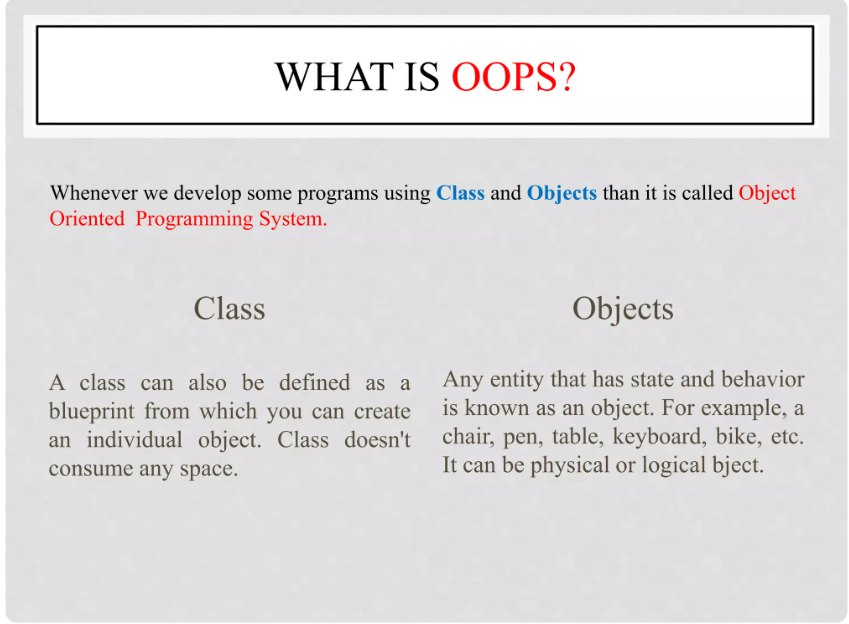 WHAT IS OOPS?
Whenever we develop some programs using Class and Objects than it is called Object
Oriented Programming System.
Class
A class can also be defined as a
blueprint from which you can create
an individual object. Class doesn't
consume any space.
Objects
Any entity that has state and behavior
is known as an object. For example, a
chair, pen, table, keyboard, bike, etc.
It can be physical or logical bject.